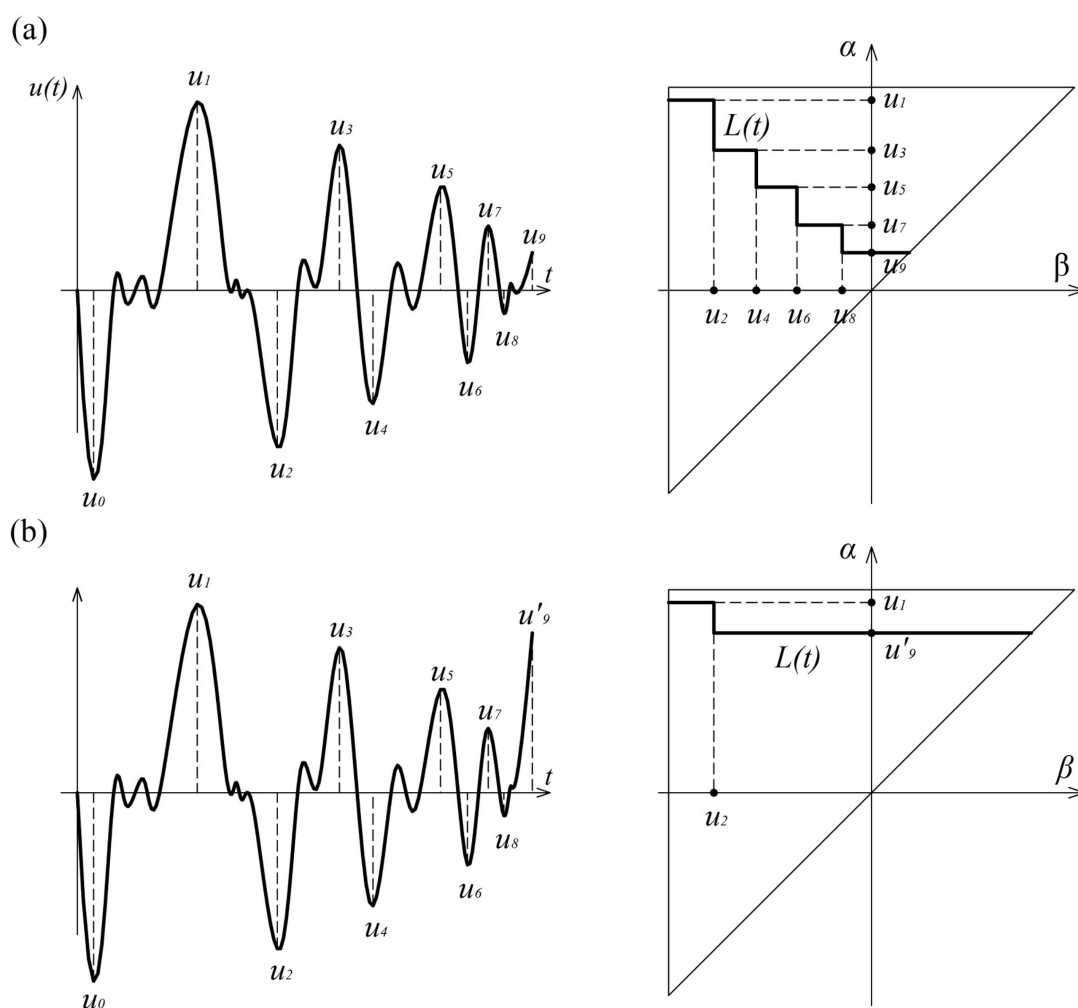 (a)
u(t)
u₁
u₃
u₅
u₇
u₉
t
u₀
u₂
u₄
u₆
u₈
α
u₁
L(t)
u₃
u₅
u₇
u₉
β
u₂ u₄ u₆ u₈
(b)
u₁
u₃
u₅
u₇
u'₉
t
u₀
u₂
u₄
u₆
u₈
α
u₁
L(t) u'₉
β
u₂